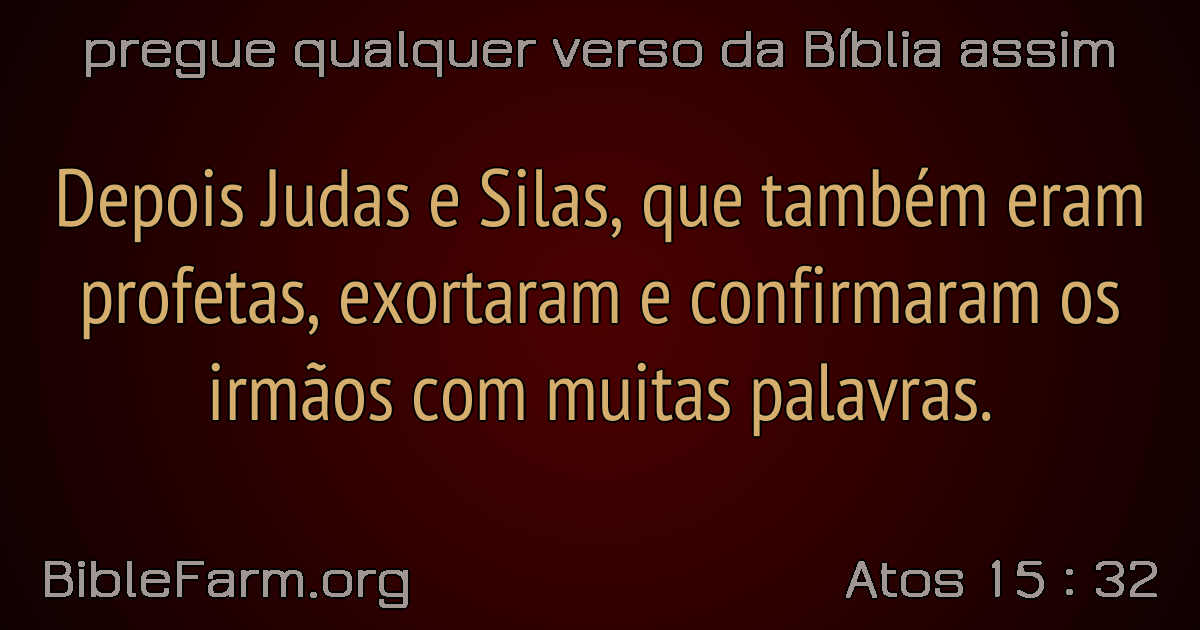 pregue qualquer verso da Bíblia assim
Depois Judas e Silas, que também eram
profetas, exortaram e confirmaram os
irmãos com muitas palavras.
BibleFarm.org
Atos 15 : 32